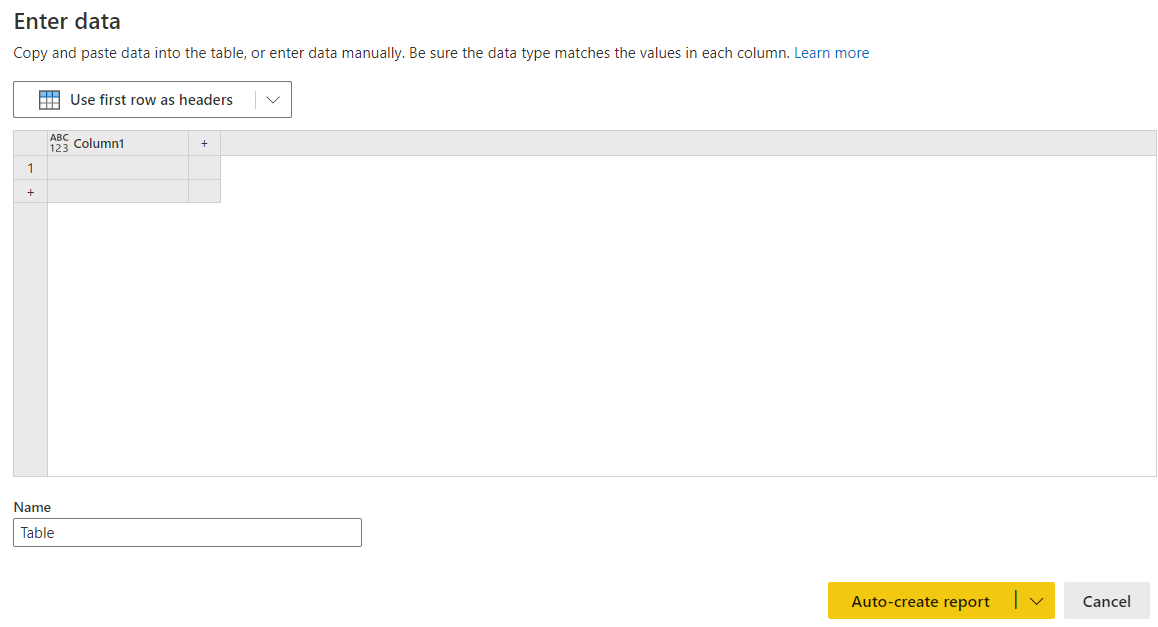 Enter data
Copy and paste data into the table, or enter data manually. Be sure the data type matches the values in each column. Learn more
Use first row as headers
ABC
123 Column1 +
1
+
Name
Table
Auto-create report
Cancel